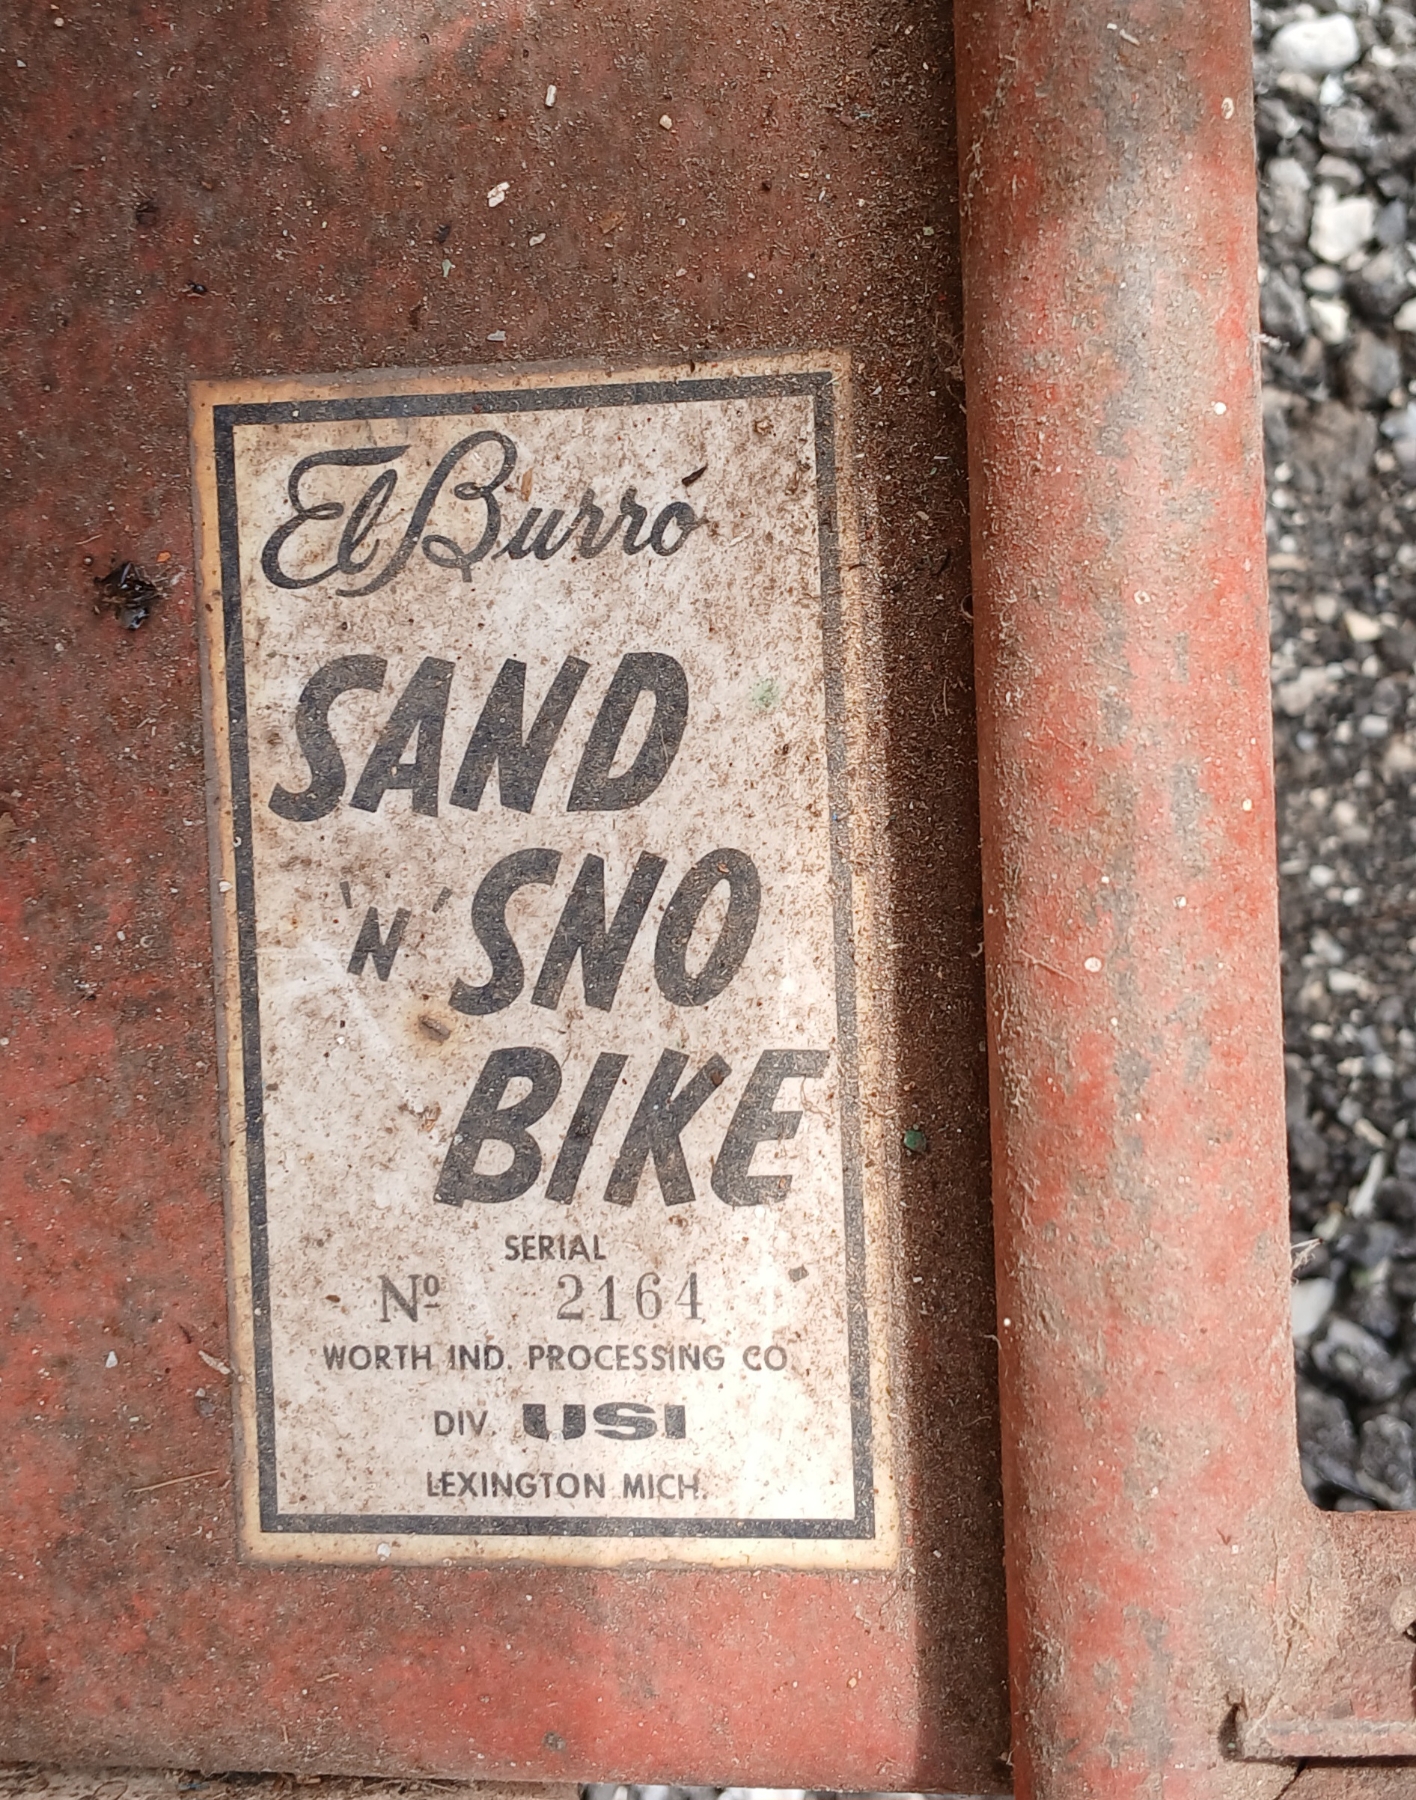 El Burro
SAND
'N' SNO
BIKE
SERIAL
Nº 2164
WORTH IND. PROCESSING CO
DIV. USI
LEXINGTON MICH.